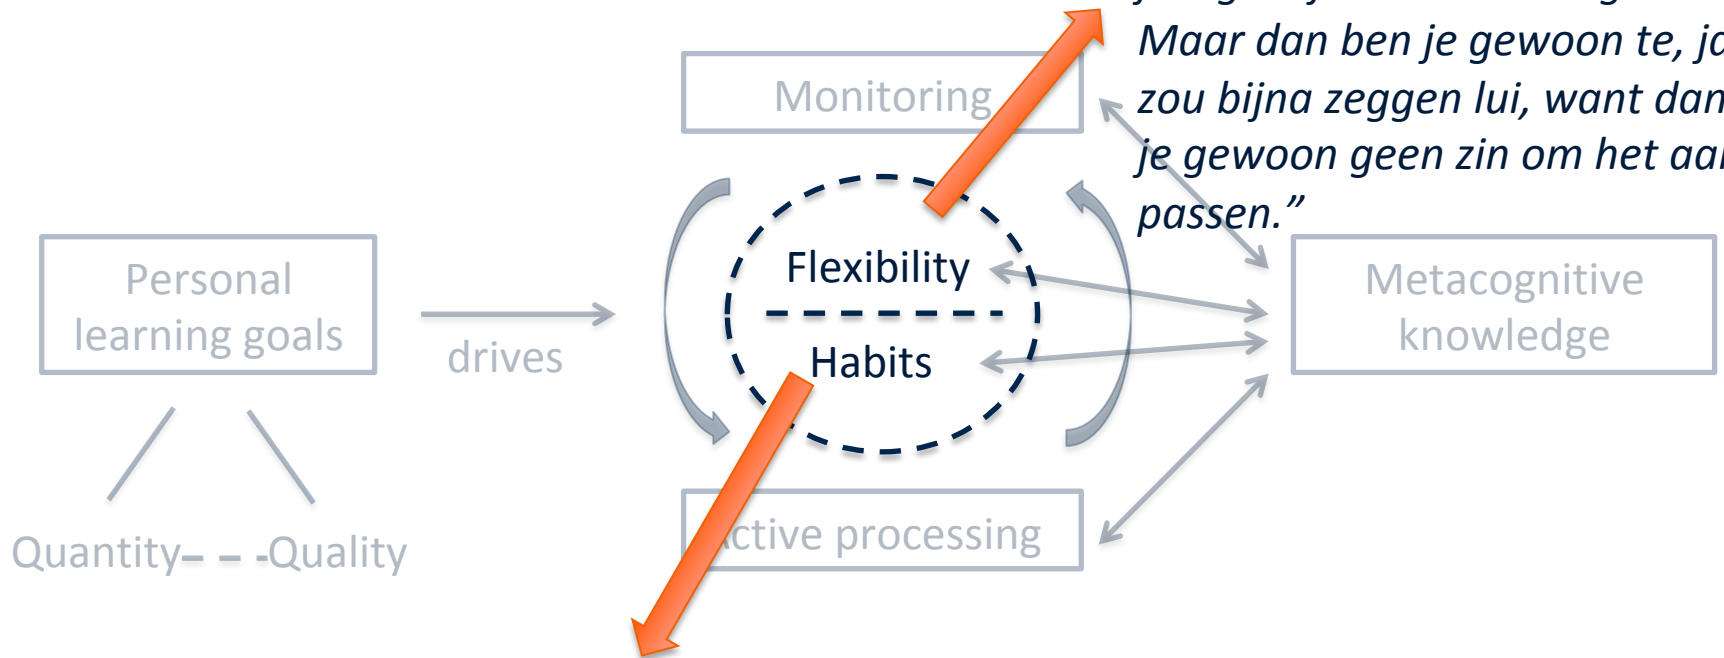 Maar dan ben je gewoon te, ja
zou bijna zeggen lui, want dan
je gewoon geen zin om het aa
passen.”
Monitoring
Flexibility
Habits
Personal
learning goals
drives
Metacognitive
knowledge
Active processing
Quantity
Quality